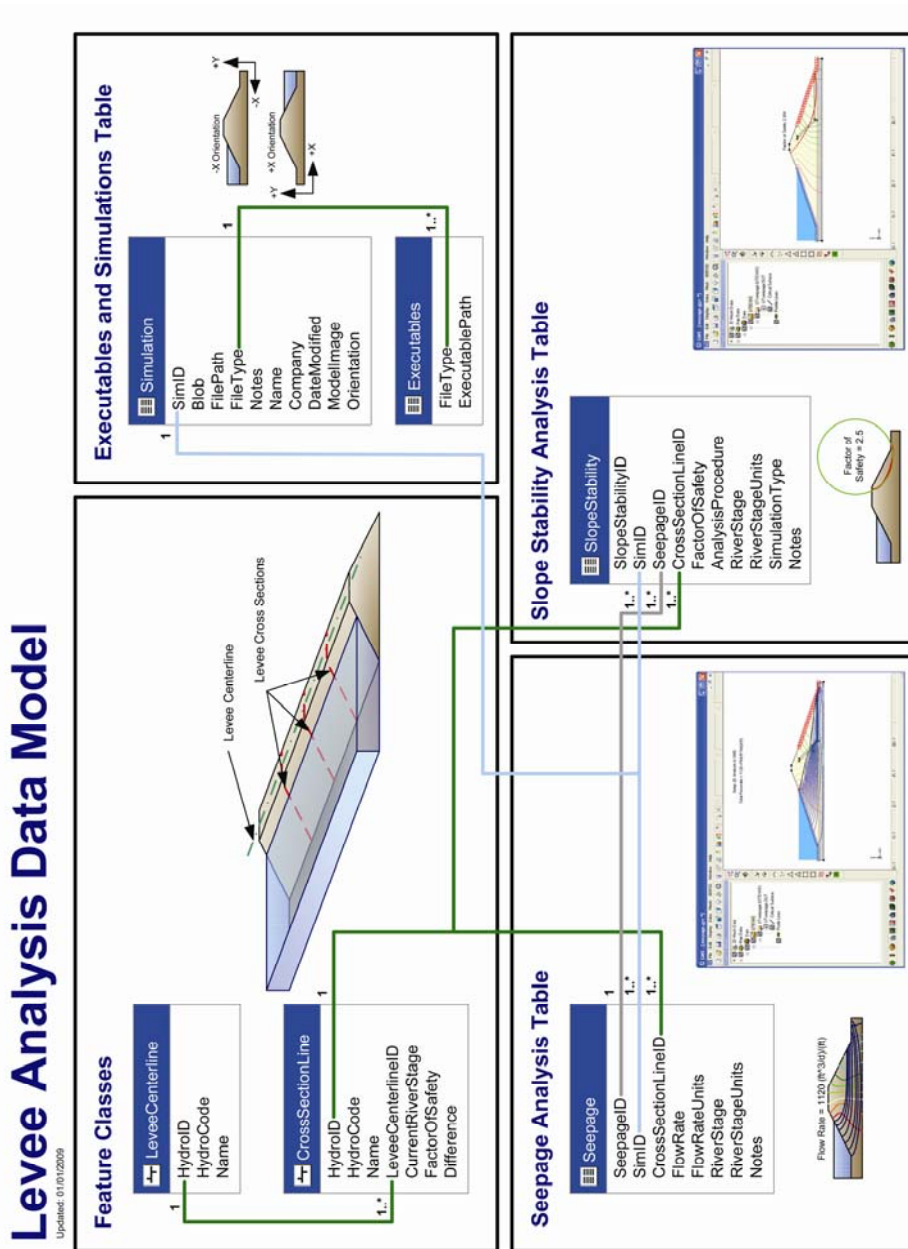 Levee Analysis Data Model
Updated: 01/01/2009
Feature Classes
LeveeCenterline
HydroID
HydroCode
Name
1
CrossSectionLine
HydroID
HydroCode
Name
LeveeCenterlineID
CurrentRiverStage
FactorOfSafety
Difference
1
1..*
Levee Centerline
Levee Cross Sections
Executables and Simulations Table
Simulation
SimID
Blob
FilePath
FileType
Notes
Name
Company
DateModified
ModelImage
Orientation
1
1
Executables
FileType
ExecutablePath
1..*
-X Orientation
+Y
-X
+X Orientation
+Y
+X
Seepage Analysis Table
Seepage
SeepageID
SimID
CrossSectionLineID
FlowRate
FlowRateUnits
RiverStage
RiverStageUnits
Notes
1
1..*
1..*
Flow Rate = 1120 (ft^3/d)/(ft)
Slope Stability Analysis Table
SlopeStability
SlopeStabilityID
SimID
SeepageID
CrossSectionLineID
FactorOfSafety
AnalysisProcedure
RiverStage
RiverStageUnits
SimulationType
Notes
1..*
1..*
1..*
Factor of
Safety = 2.5